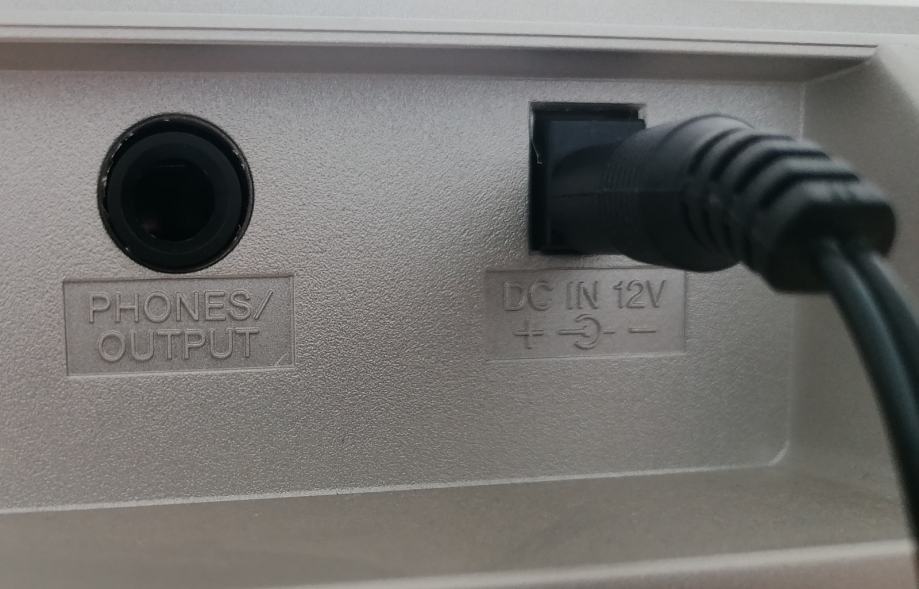 PHONES/
OUTPUT
DC IN 12V
+ -